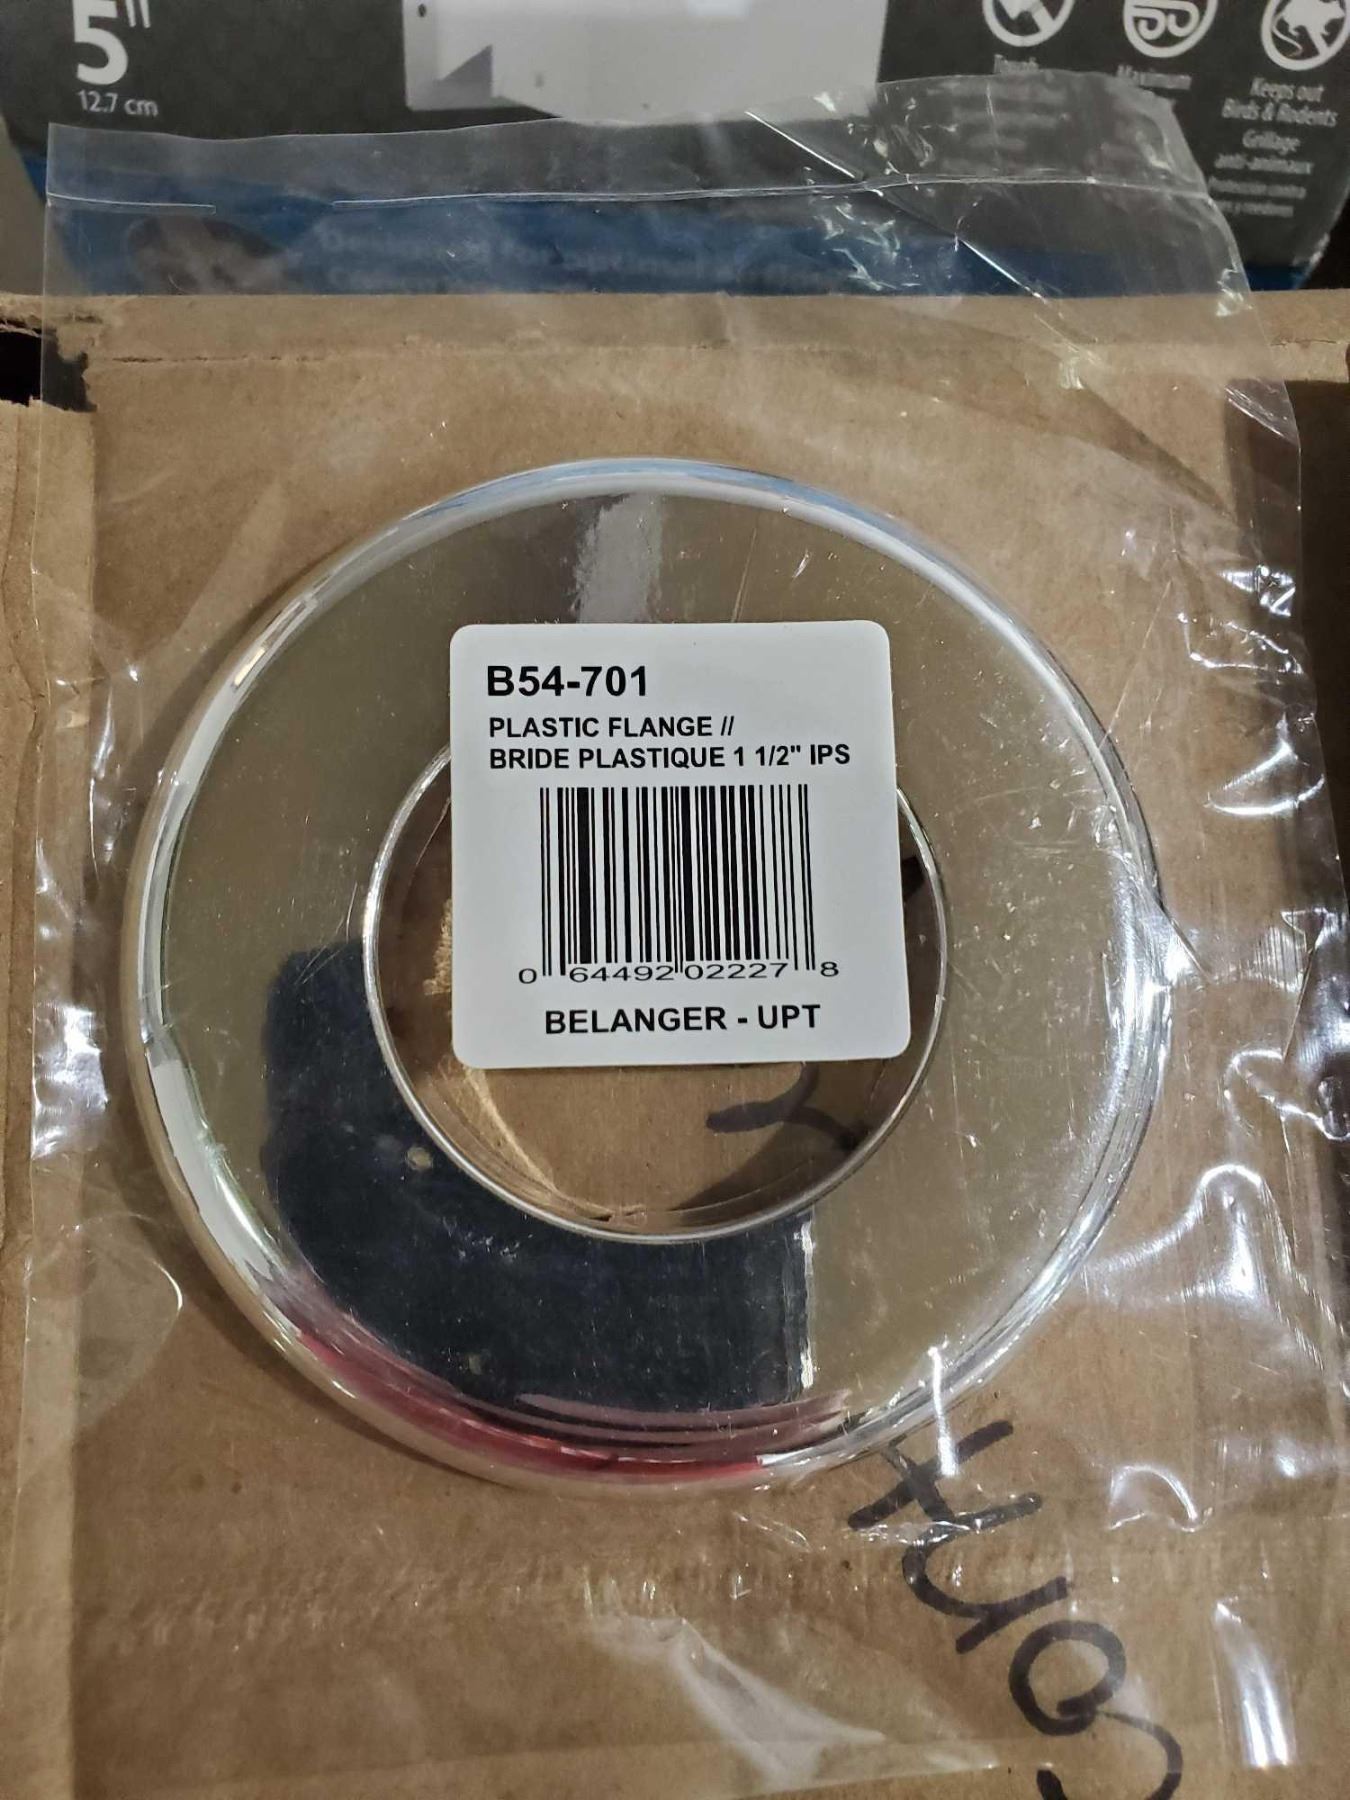 5"
12.7 cm
Maximum
Keeps out
Birds & Rodents
Grillage
anti-animaux
B54-701
PLASTIC FLANGE //
BRIDE PLASTIQUE 1 1/2" IPS
0 64492 02227 8
BELANGER - UPT